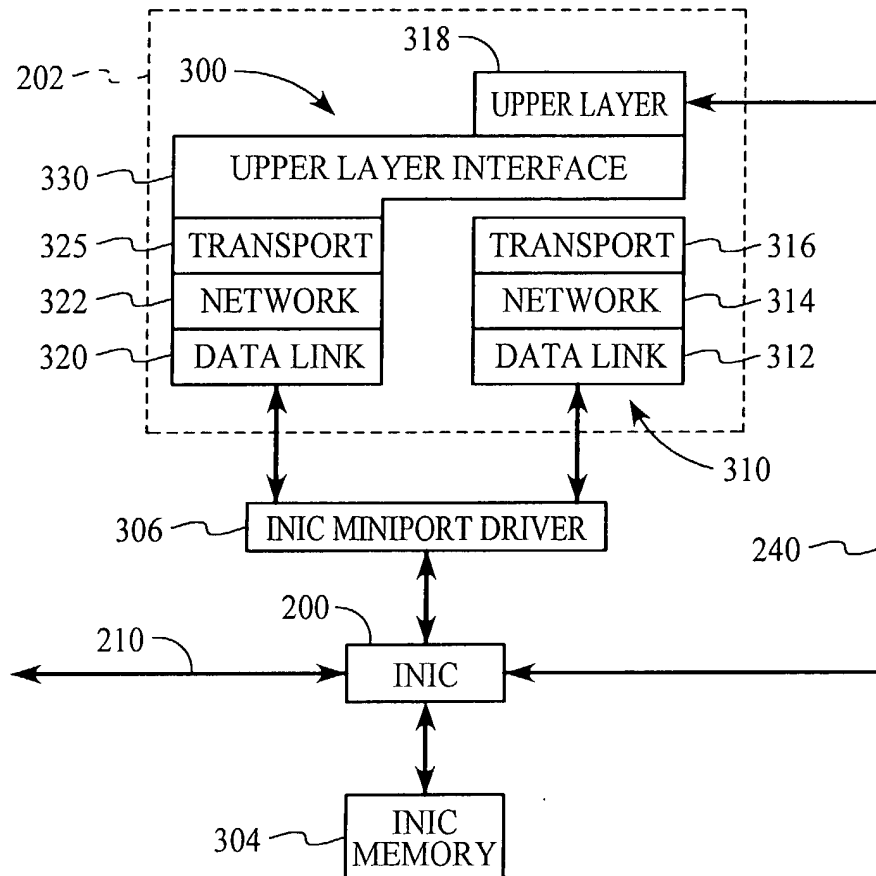 318
202
300
UPPER LAYER
330
UPPER LAYER INTERFACE
325
TRANSPORT
TRANSPORT
316
322
NETWORK
NETWORK
314
320
DATA LINK
DATA LINK
312
310
306
INIC MINIPORT DRIVER
240
200
210
INIC
304
INIC
MEMORY